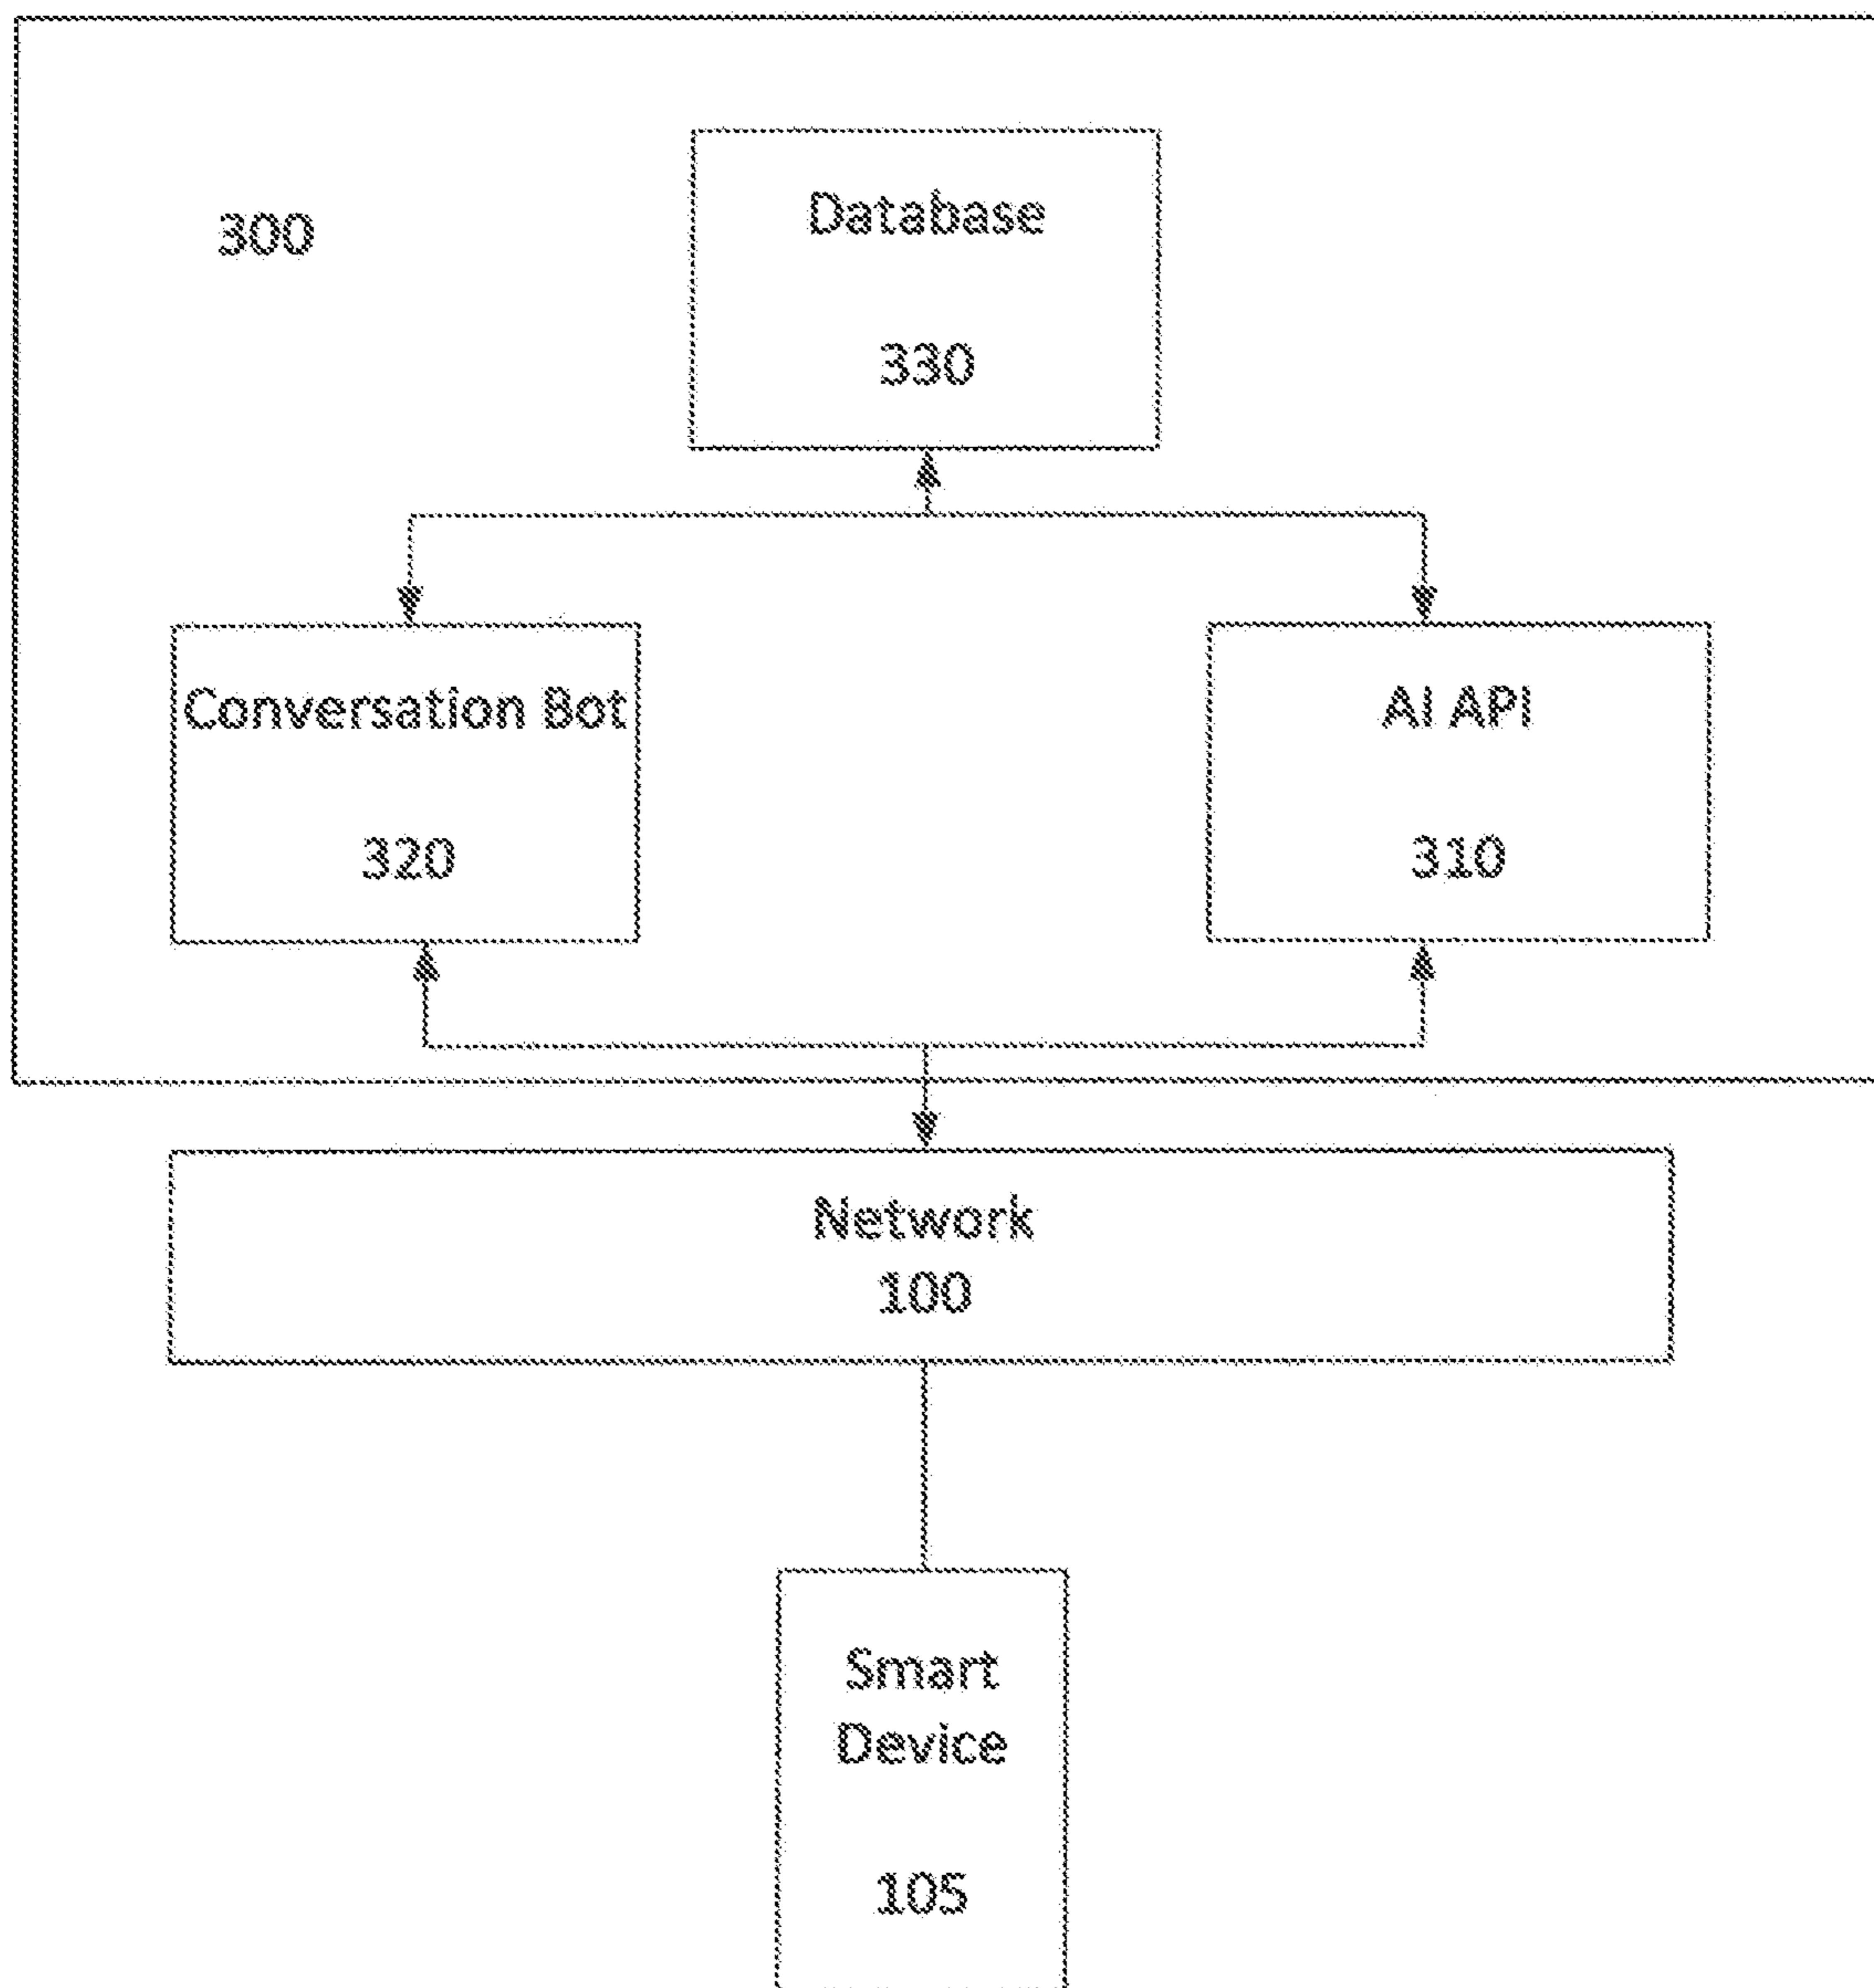 300
Database
330
Conversation Bot
320
AI API
310
Network
100
Smart
Device
105